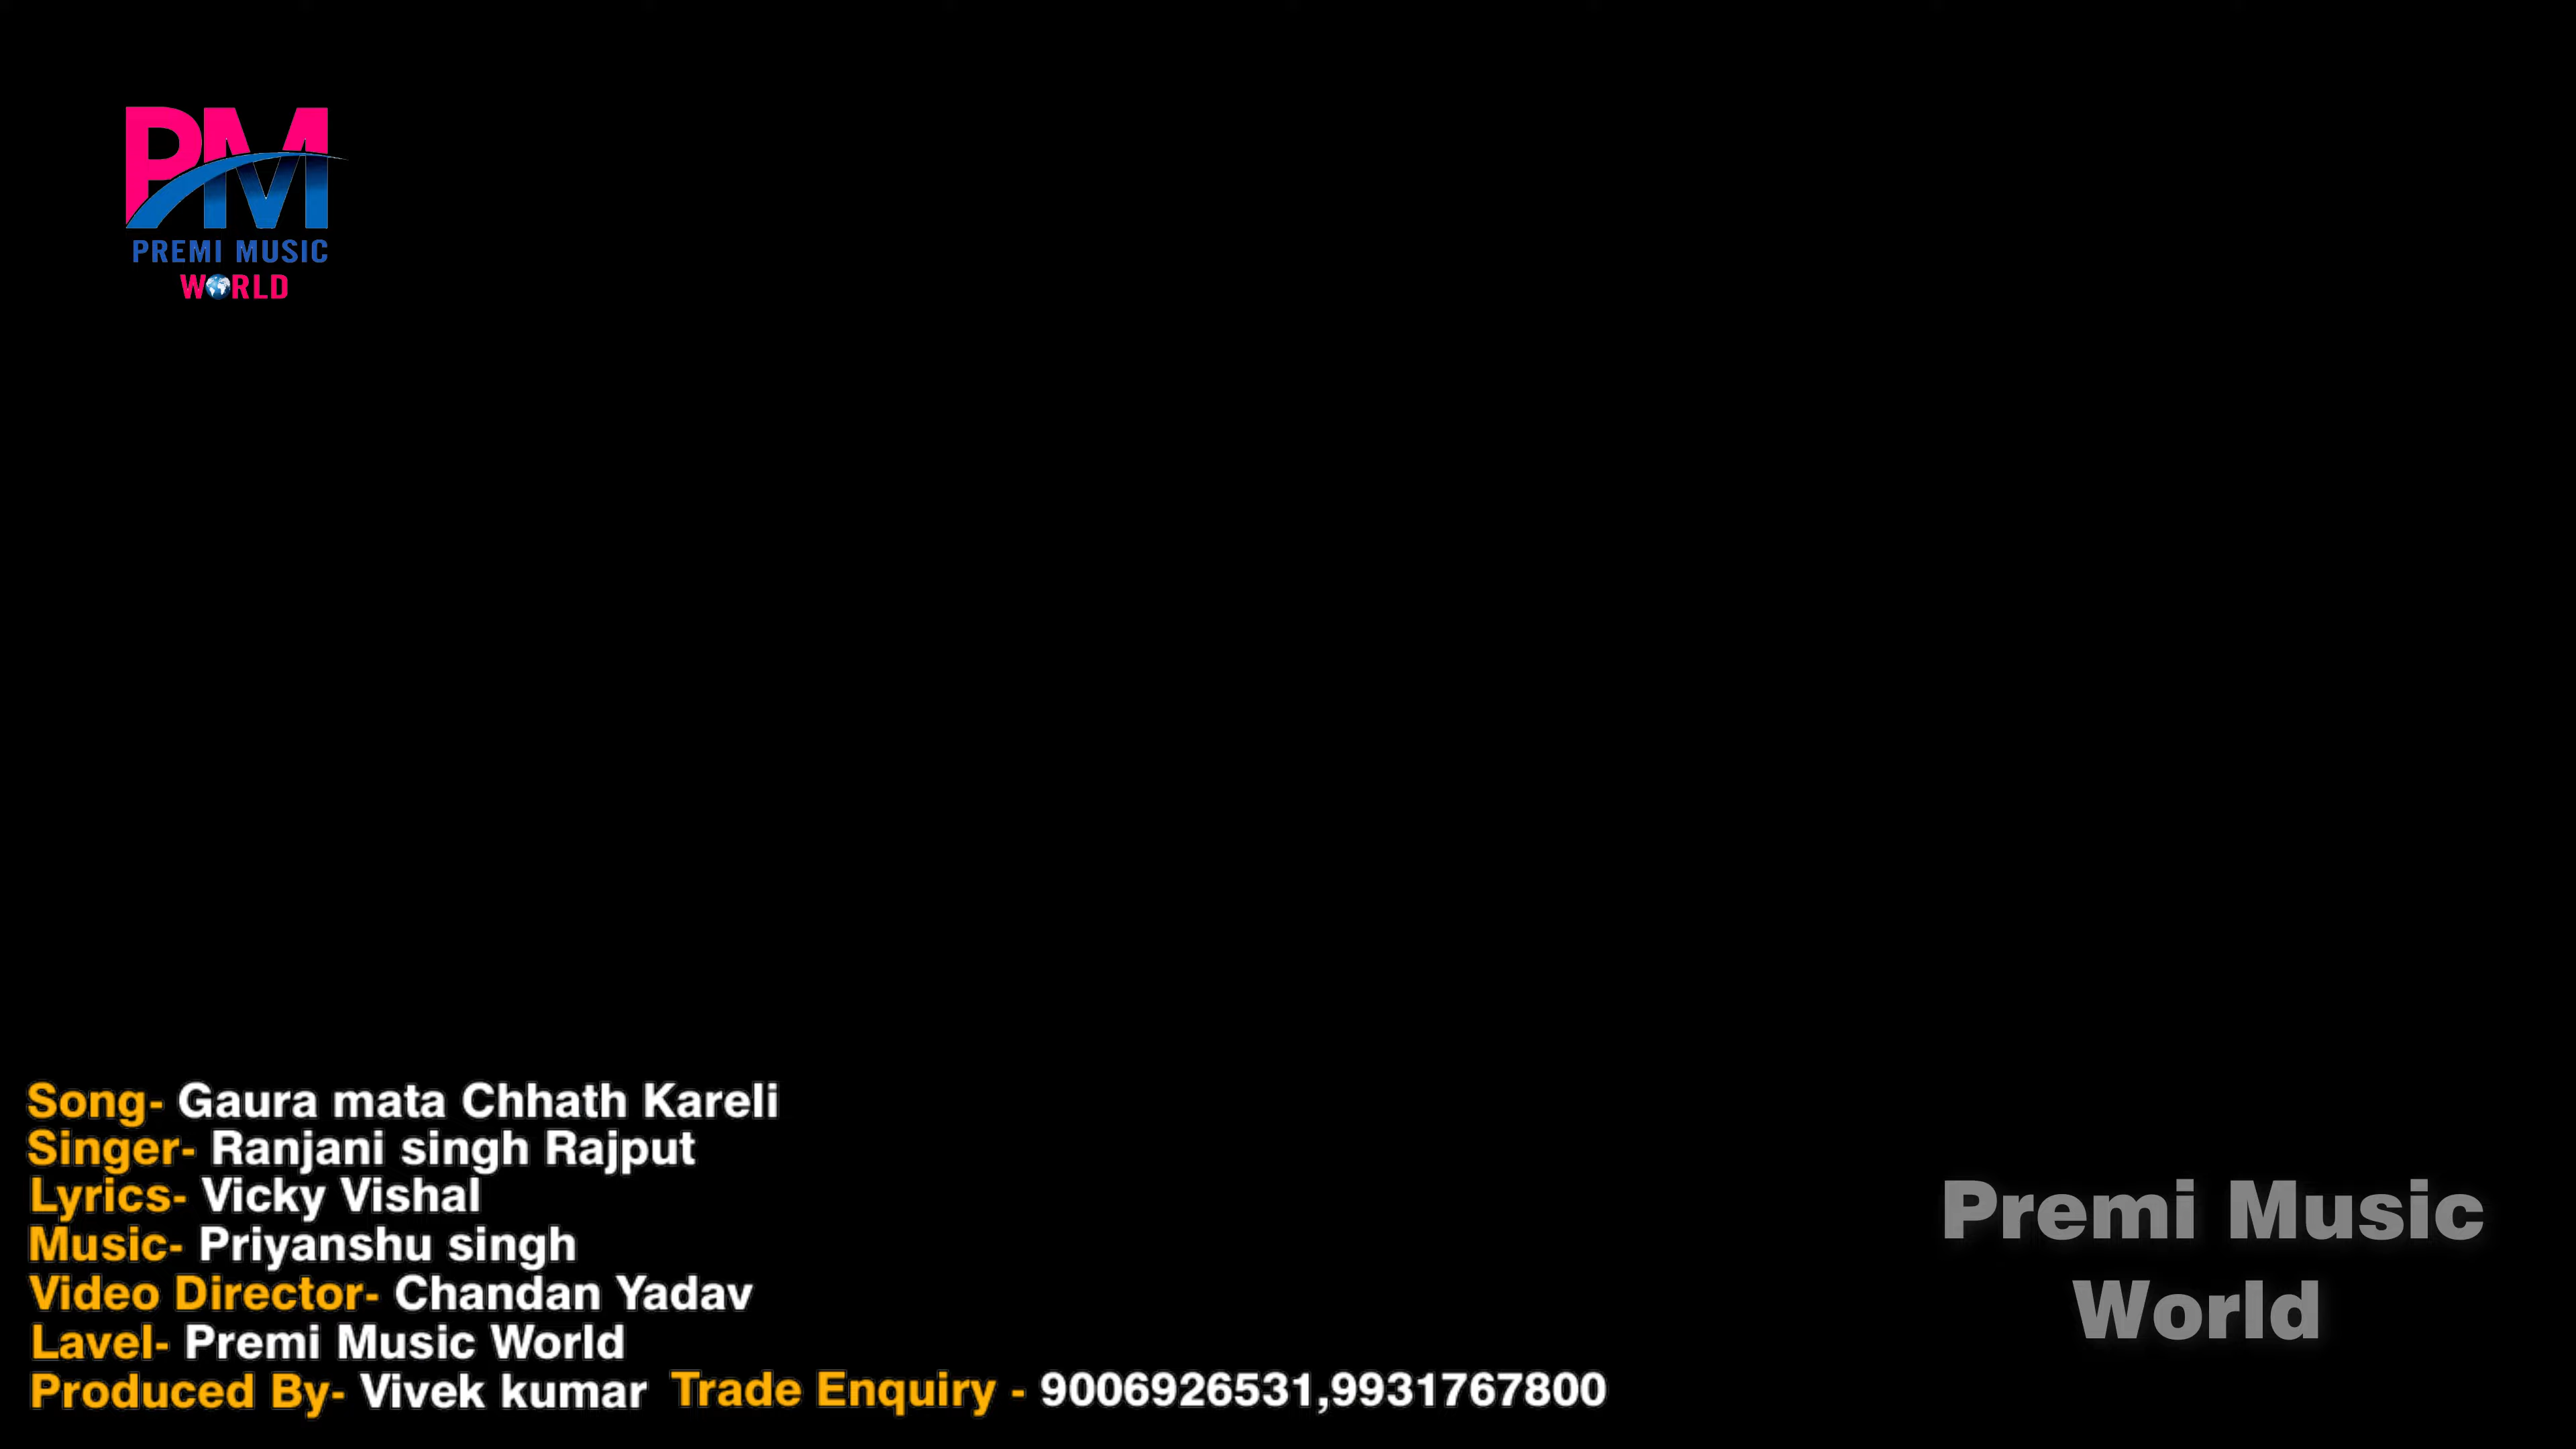 PM
PREMI MUSIC
WORLD
Song- Gaura mata Chhath Kareli
Singer- Ranjani singh Rajput
Lyrics- Vicky Vishal
Music- Priyanshu singh
Video Director- Chandan Yadav
Lavel- Premi Music World
Produced By- Vivek kumar Trade Enquiry - 9006926531,9931767800
Premi Music
World